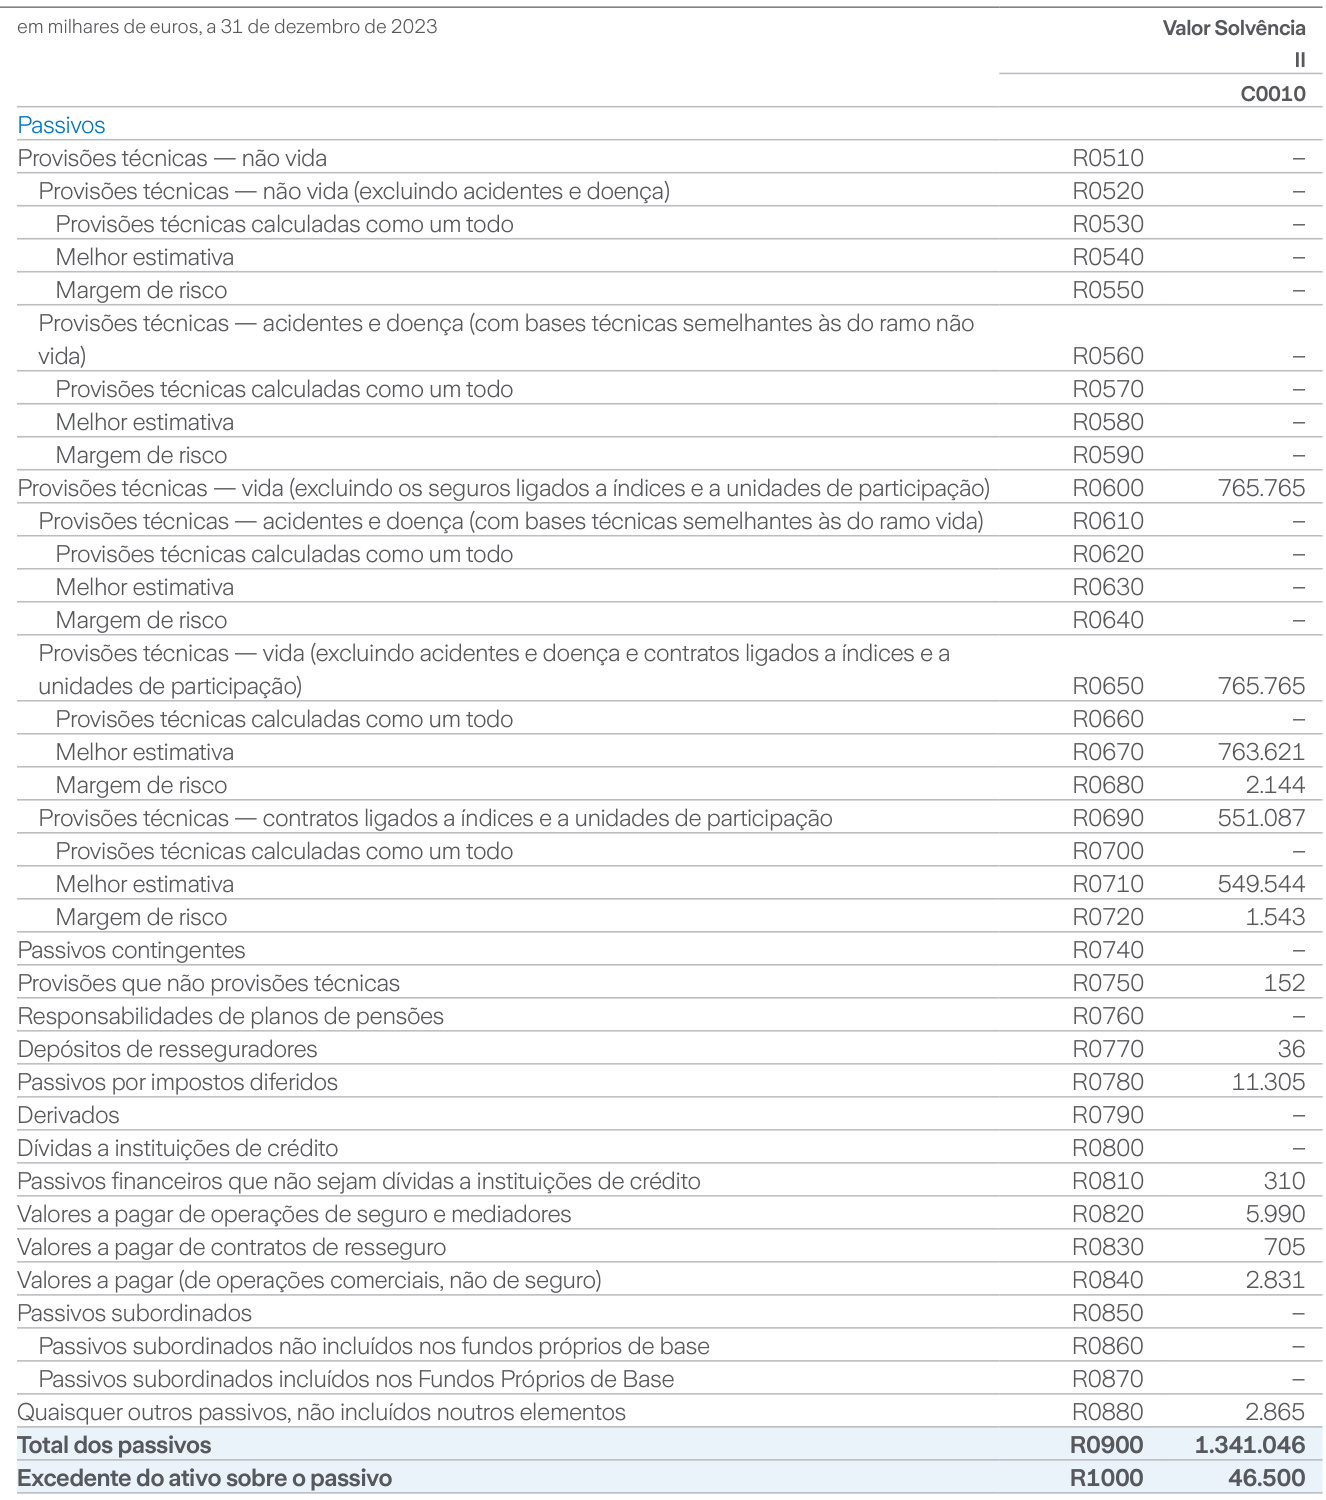 em milhares de euros, a 31 de dezembro de 2023 Valor Solvência
II
C0010
Passivos
Provisões técnicas — não vida R0510 –
Provisões técnicas — não vida (excluindo acidentes e doença) R0520 –
Provisões técnicas calculadas como um todo R0530 –
Melhor estimativa R0540 –
Margem de risco R0550 –
Provisões técnicas — acidentes e doença (com bases técnicas semelhantes às do ramo não
vida) R0560 –
Provisões técnicas calculadas como um todo R0570 –
Melhor estimativa R0580 –
Margem de risco R0590 –
Provisões técnicas — vida (excluindo os seguros ligados a índices e a unidades de participação) R0600 765.765
Provisões técnicas — acidentes e doença (com bases técnicas semelhantes às do ramo vida) R0610 –
Provisões técnicas calculadas como um todo R0620 –
Melhor estimativa R0630 –
Margem de risco R0640 –
Provisões técnicas — vida (excluindo acidentes e doença e contratos ligados a índices e a
unidades de participação) R0650 765.765
Provisões técnicas calculadas como um todo R0660 –
Melhor estimativa R0670 763.621
Margem de risco R0680 2.144
Provisões técnicas — contratos ligados a índices e a unidades de participação R0690 551.087
Provisões técnicas calculadas como um todo R0700 –
Melhor estimativa R0710 549.544
Margem de risco R0720 1.543
Passivos contingentes R0740 –
Provisões que não provisões técnicas R0750 152
Responsabilidades de planos de pensões R0760 –
Depósitos de resseguradores R0770 36
Passivos por impostos diferidos R0780 11.305
Derivados R0790 –
Dívidas a instituições de crédito R0800 –
Passivos financeiros que não sejam dívidas a instituições de crédito R0810 310
Valores a pagar de operações de seguro e mediadores R0820 5.990
Valores a pagar de contratos de resseguro R0830 705
Valores a pagar (de operações comerciais, não de seguro) R0840 2.831
Passivos subordinados R0850 –
Passivos subordinados não incluídos nos fundos próprios de base R0860 –
Passivos subordinados incluídos nos Fundos Próprios de Base R0870 –
Quaisquer outros passivos, não incluídos noutros elementos R0880 2.865
Total dos passivos R0900 1.341.046
Excedente do ativo sobre o passivo R1000 46.500